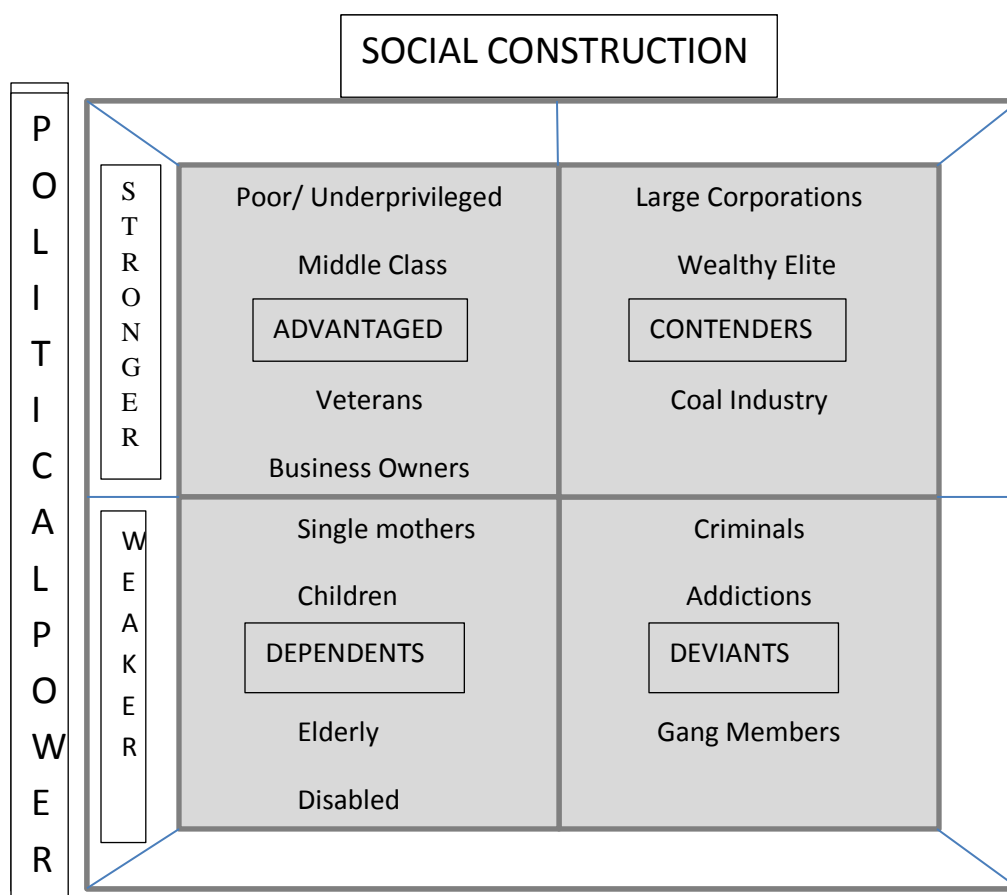 SOCIAL CONSTRUCTION
POLITICAL POWER
STRONGER
Poor/ Underprivileged
Middle Class
ADVANTAGED
Veterans
Business Owners
Large Corporations
Wealthy Elite
CONTENDERS
Coal Industry
WEAKER
Single mothers
Children
DEPENDENTS
Elderly
Disabled
Criminals
Addictions
DEVIANTS
Gang Members